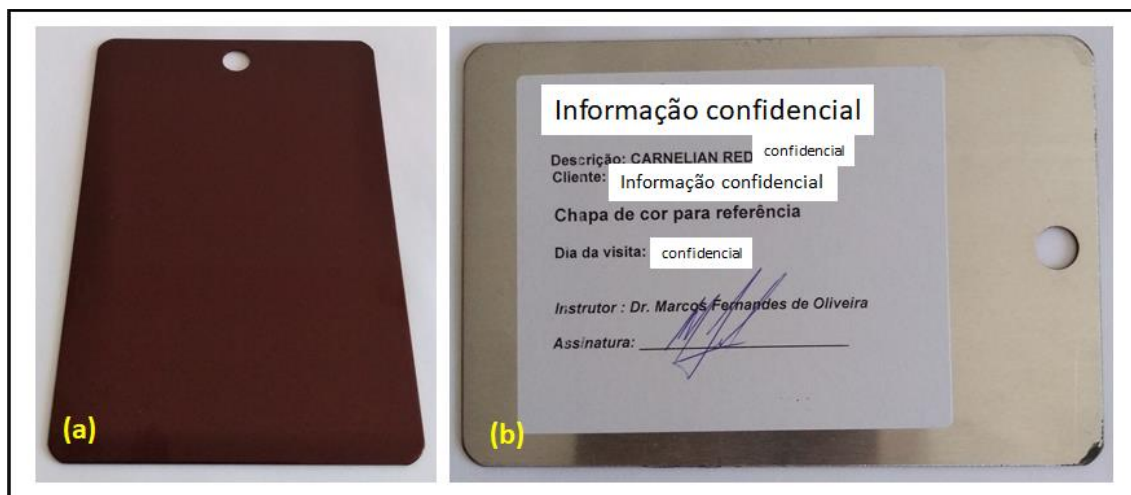 (a)
Informação confidencial
Descrição: CARNELIAN RED confidencial
Cliente: Informação confidencial
Chapa de cor para referência
Dia da visita: confidencial
Instrutor : Dr. Marcos Fernandes de Oliveira
Assinatura:
(b)